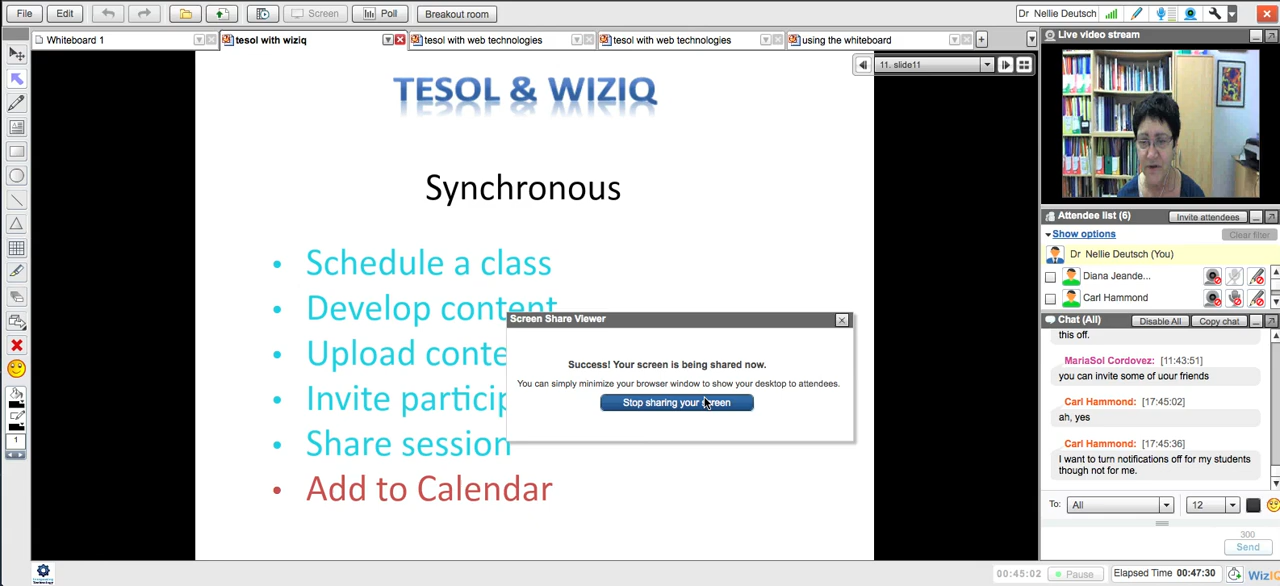 File Edit Screen Poll Breakout room Dr Nellie Deutsch
Whiteboard 1 tesol with wiziq tesol with web technologies tesol with web technologies using the whiteboard
11. slide11
TESOL & WIZIQ
Synchronous
• Schedule a class
• Develop content
• Upload conte
• Invite particip
• Share session
• Add to Calendar
Screen Share Viewer
Success! Your screen is being shared now.
You can simply minimize your browser window to show your desktop to attendees.
Stop sharing your screen
1
Live video stream
Attendee list (6) Invite attendees
Show options Clear filter
Dr Nellie Deutsch (You)
Diana Jeande...
Carl Hammond
Chat (All) Disable All Copy chat
this off.
MariaSol Cordovez: [11:43:51]
you can invite some of uour friends
Carl Hammond: [17:45:02]
ah, yes
Carl Hammond: [17:45:36]
I want to turn notifications off for my students
though not for me.
To: All 12
300
Send
00:45:02 Pause Elapsed Time 00:47:30 WizIQ